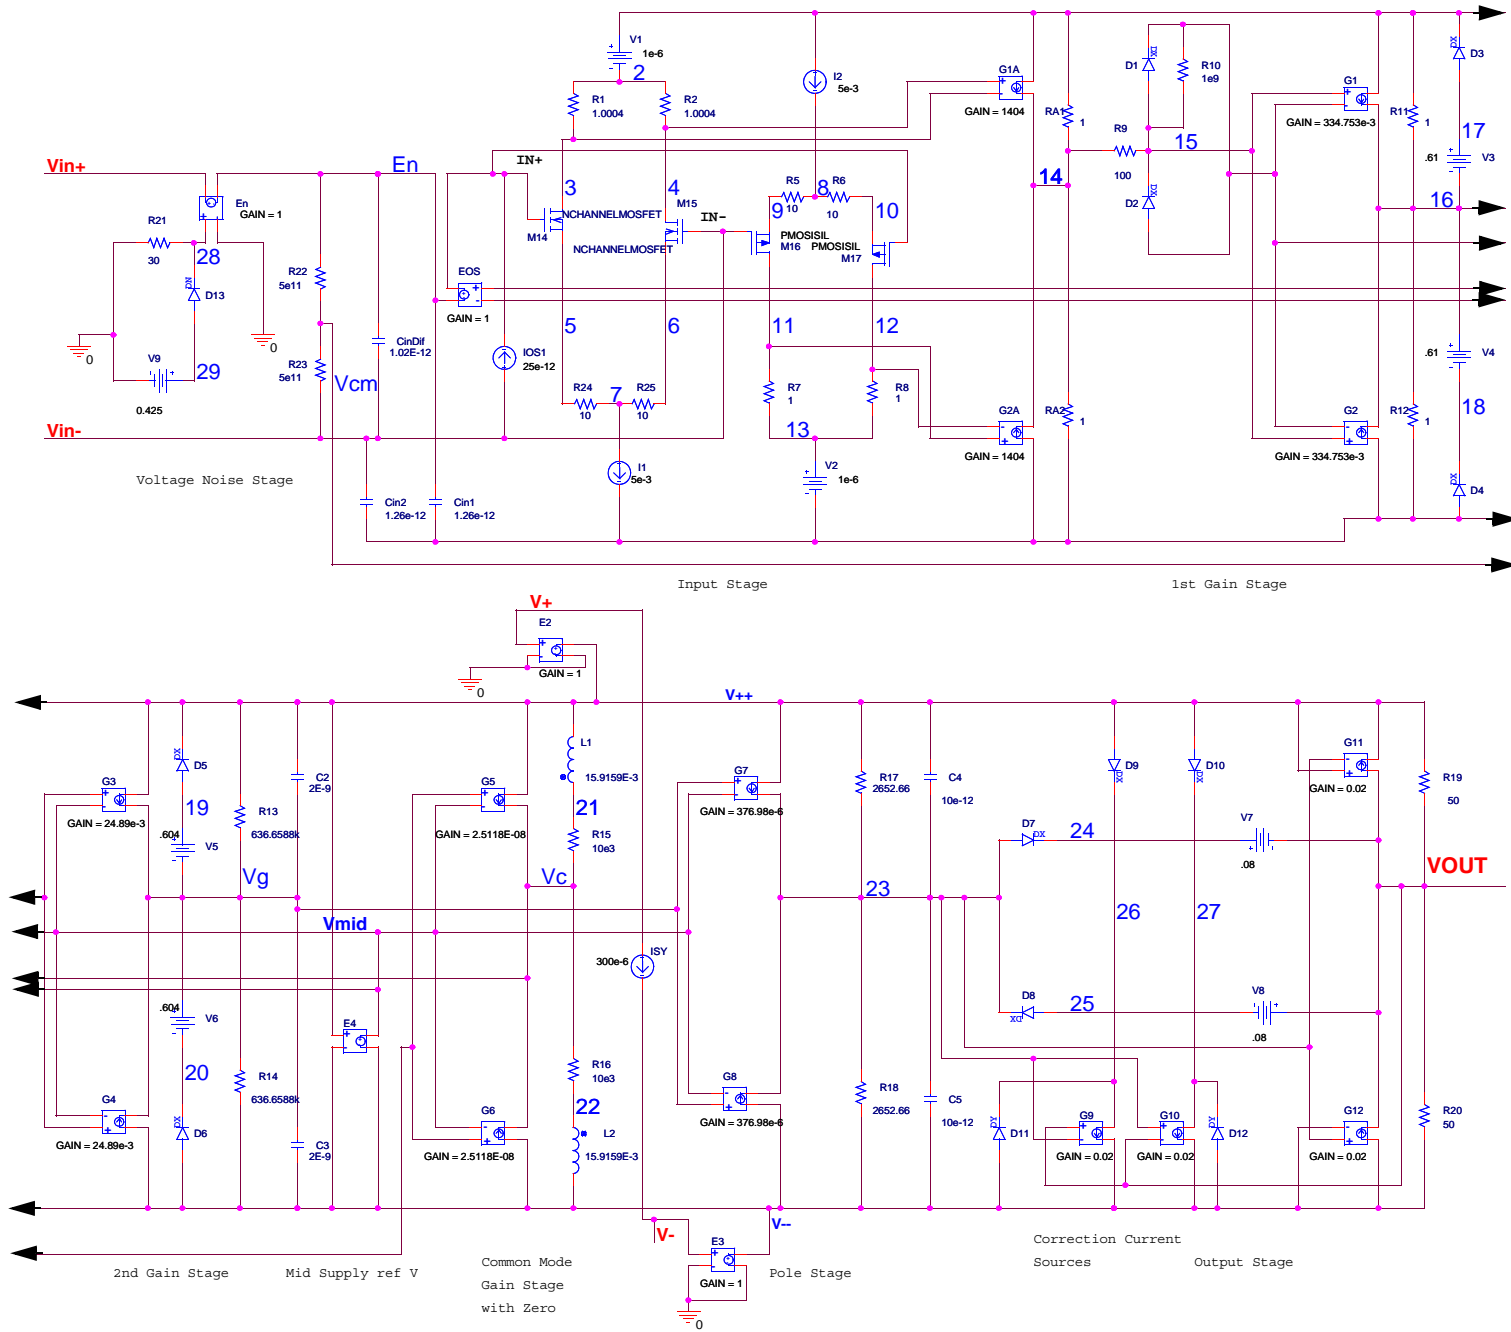 V1
1e-6
2
R1
1.0004
R2
1.0004
I2
5e-3
G1A
GAIN = 1404
RA1
1
D1
DX
R10
1e9
G1
GAIN = 334.753e-3
R11
1
DX
D3
17
.61
V3
Vin+
En
IN+
En
GAIN = 1
R21
30
28
DN
D13
0
0
V9
29
0.425
R22
5e11
R23
5e11
Vcm
CinDif
1.02E-12
EOS
GAIN = 1
IOS1
25e-12
3
4
NCHANNELMOSFET
M14
M15
NCHANNELMOSFET
IN-
5
6
R24
10
7
R25
10
I1
5e-3
R5
10
8
R6
10
9
10
PMOSISIL
M16
PMOSISIL
M17
11
12
R7
1
R8
1
13
V2
1e-6
G2A
GAIN = 1404
RA2
1
14
R9
100
15
DX
D2
16
.61
V4
18
G2
GAIN = 334.753e-3
R12
1
DX
D4
Vin-
Voltage Noise Stage
Cin2
1.26e-12
Cin1
1.26e-12
Input Stage
1st Gain Stage
V+
E2
GAIN = 1
0
V++
G3
GAIN = 24.89e-3
DX
D5
19
.604
V5
R13
636.6588k
C2
2E-9
G5
GAIN = 2.5118E-08
L1
15.9159E-3
21
R15
10e3
G7
GAIN = 376.98e-6
R17
2652.66
C4
10e-12
D9
DX
D10
DX
G11
GAIN = 0.02
R19
50
D7
DX
24
V7
.08
VOUT
Vg
Vc
Vmid
23
26
27
ISY
300e-6
.604
V6
20
E4
D8
DX
25
V8
.08
R14
636.6588k
G4
GAIN = 24.89e-3
DX
D6
C3
2E-9
G6
GAIN = 2.5118E-08
R16
10e3
22
L2
15.9159E-3
G8
GAIN = 376.98e-6
R18
2652.66
C5
10e-12
DY
D11
G9
GAIN = 0.02
G10
GAIN = 0.02
DY
D12
G12
GAIN = 0.02
R20
50
V-
V--
E3
GAIN = 1
0
2nd Gain Stage
Mid Supply ref V
Common Mode
Gain Stage
with Zero
Pole Stage
Correction Current
Sources
Output Stage